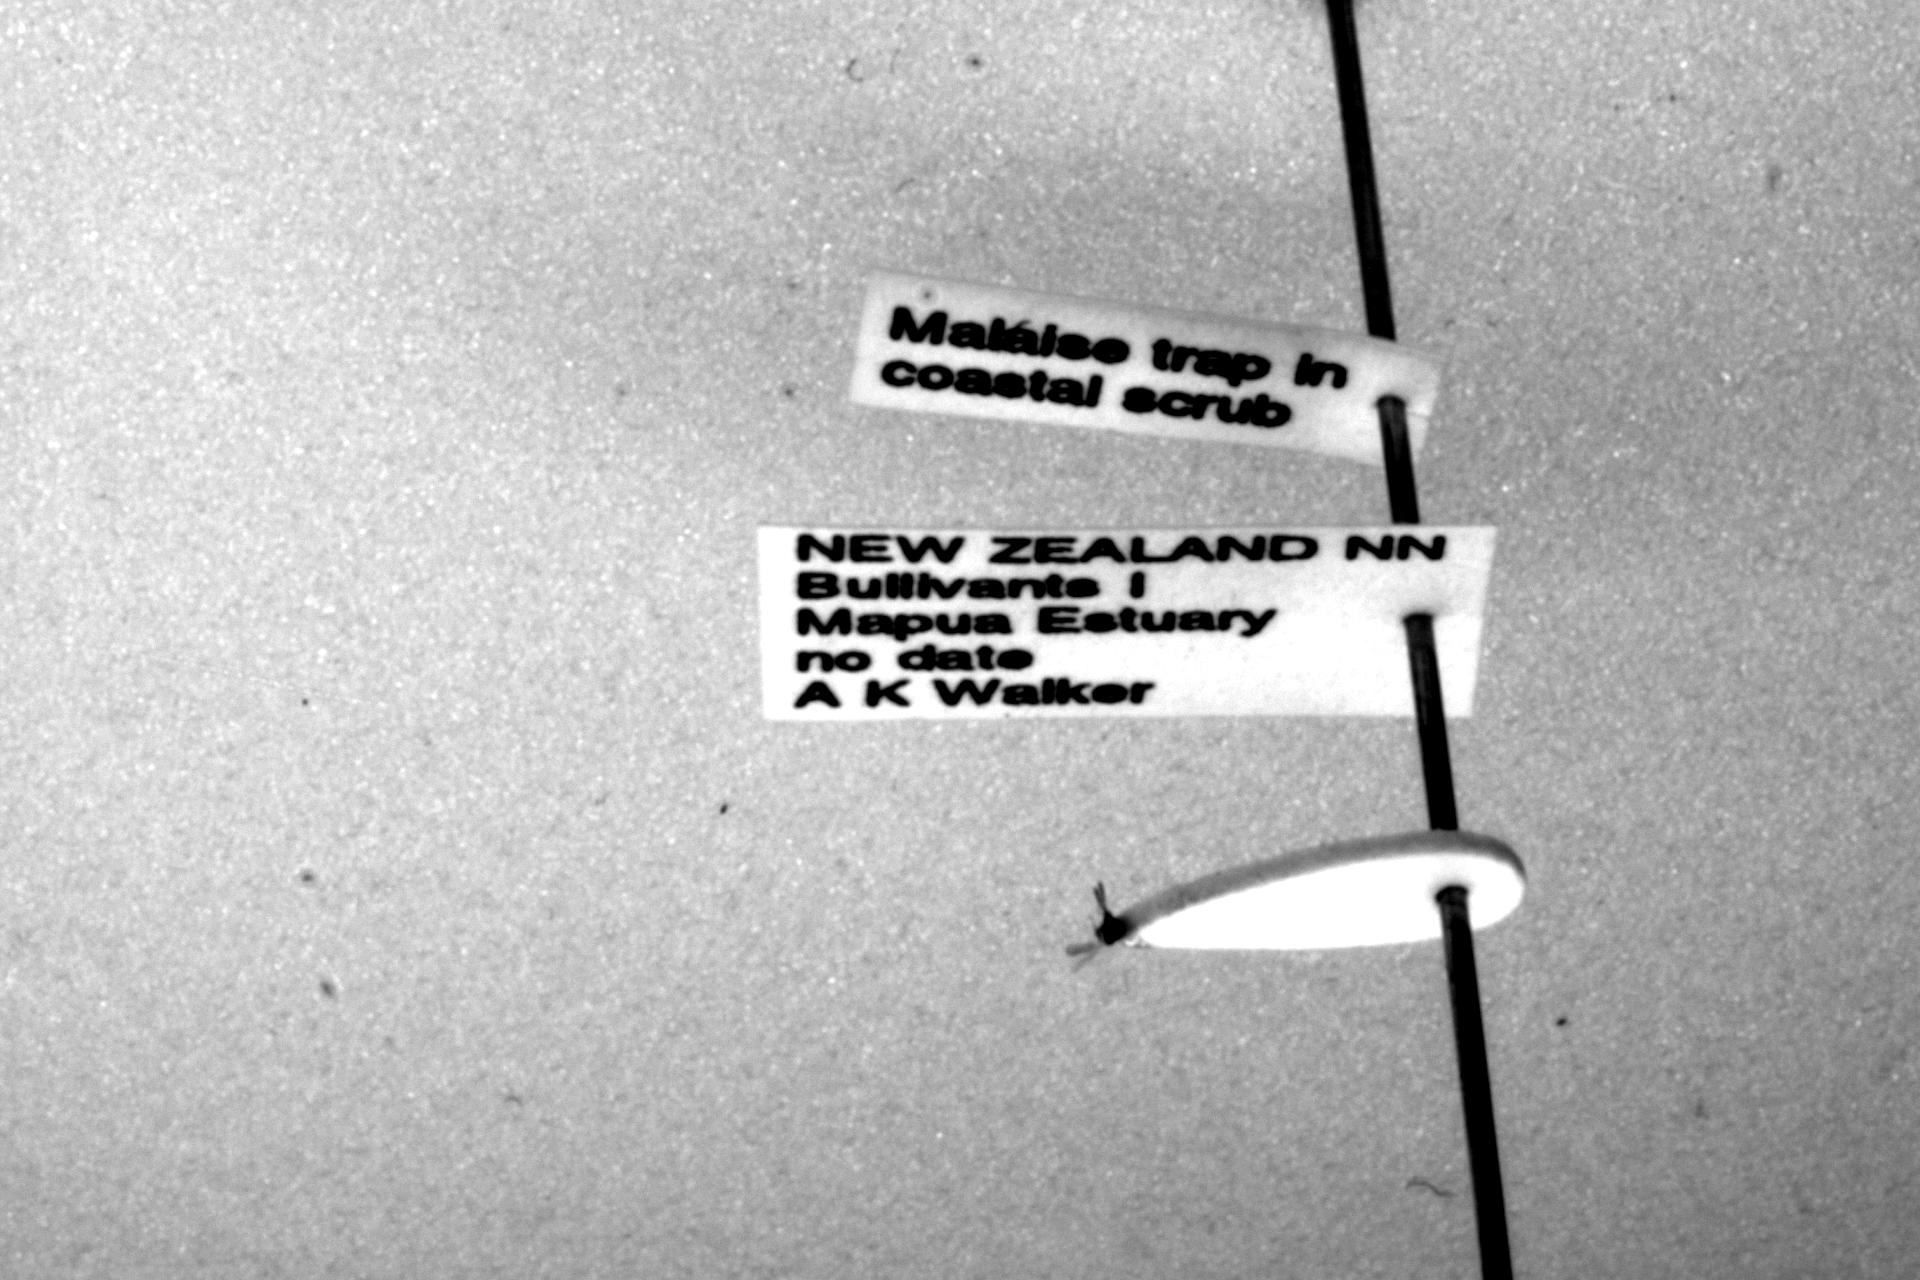 Malaise trap in
coastal scrub
NEW ZEALAND NN
Bullivants I
Mapua Estuary
no date
A K Walker